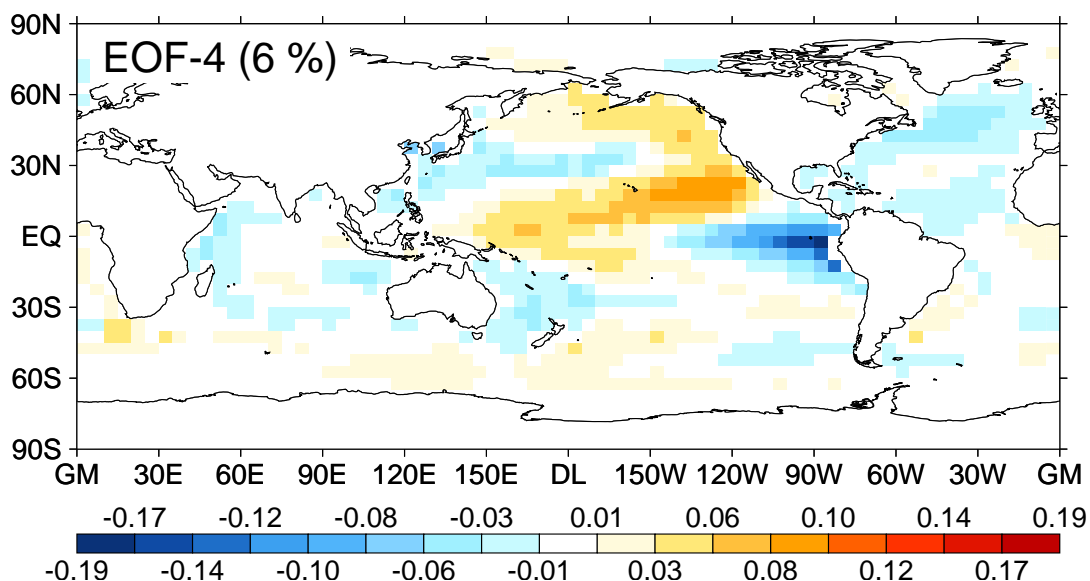 EOF-4 (6 %)
90N
60N
30N
EQ
30S
60S
90S
GM 30E 60E 90E 120E 150E DL 150W 120W 90W 60W 30W GM
-0.17 -0.12 -0.08 -0.03 0.01 0.06 0.10 0.14 0.19
-0.19 -0.14 -0.10 -0.06 -0.01 0.03 0.08 0.12 0.17